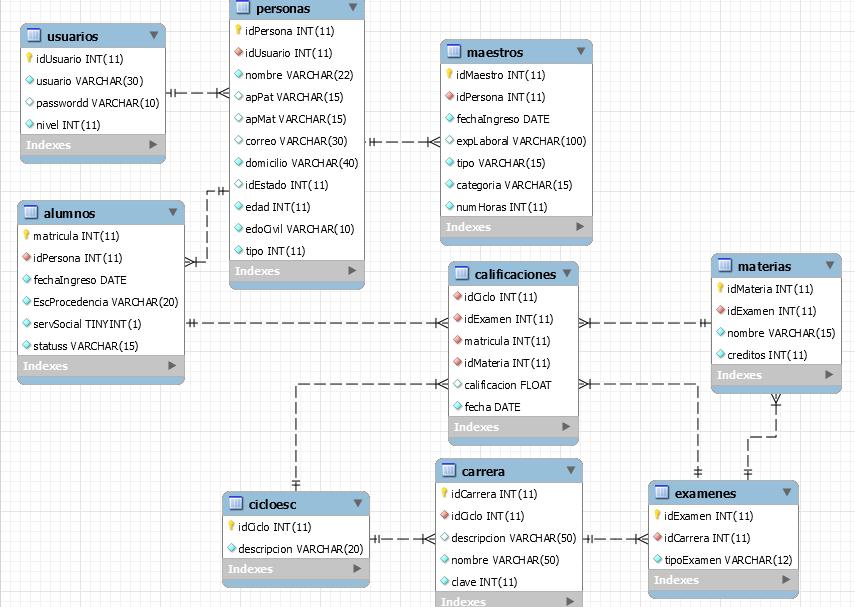 usuarios
idUsuario INT(11)
usuario VARCHAR(30)
passwordd VARCHAR(10)
nivel INT(11)
Indexes
personas
idPersona INT(11)
idUsuario INT(11)
nombre VARCHAR(22)
apPat VARCHAR(15)
apMat VARCHAR(15)
correo VARCHAR(30)
domicilio VARCHAR(40)
idEstado INT(11)
edad INT(11)
edoCivil VARCHAR(10)
tipo INT(11)
Indexes
maestros
idMaestro INT(11)
idPersona INT(11)
fechaIngreso DATE
expLaboral VARCHAR(100)
tipo VARCHAR(15)
categoria VARCHAR(15)
numHoras INT(11)
Indexes
alumnos
matricula INT(11)
idPersona INT(11)
fechaIngreso DATE
EscProcedencia VARCHAR(20)
servSocial TINYINT(1)
statuss VARCHAR(15)
Indexes
calificaciones
idCiclo INT(11)
idExamen INT(11)
matricula INT(11)
idMateria INT(11)
calificacion FLOAT
fecha DATE
Indexes
materias
idMateria INT(11)
idExamen INT(11)
nombre VARCHAR(15)
creditos INT(11)
Indexes
cicloesc
idCiclo INT(11)
descripcion VARCHAR(20)
Indexes
carrera
idCarrera INT(11)
idCiclo INT(11)
descripcion VARCHAR(50)
nombre VARCHAR(50)
clave INT(11)
Indexes
examenes
idExamen INT(11)
idCarrera INT(11)
tipoExamen VARCHAR(12)
Indexes